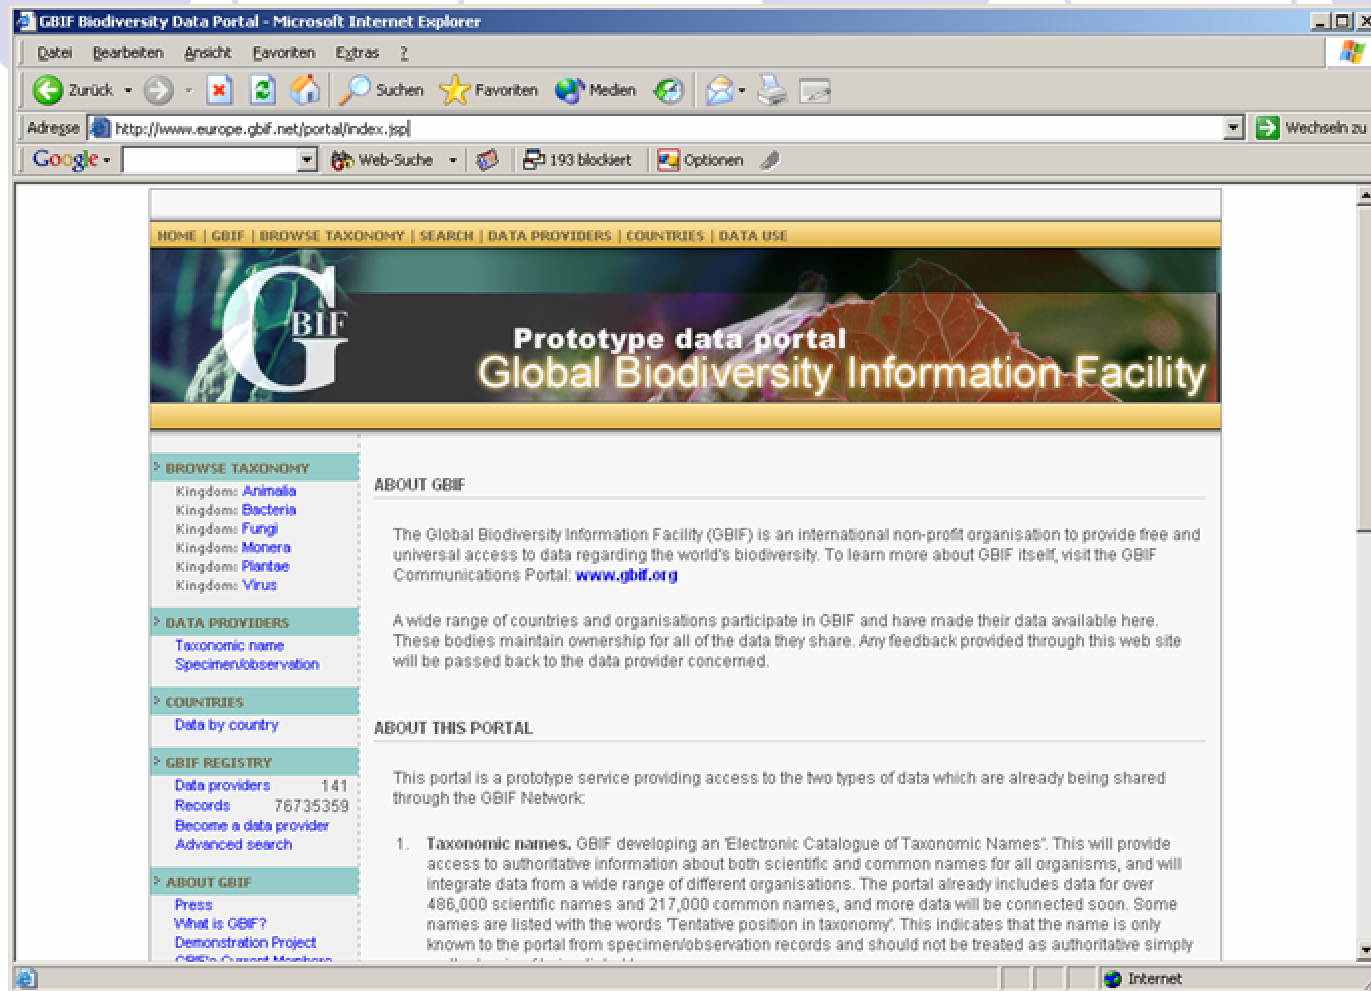 GBIF Biodiversity Data Portal - Microsoft Internet Explorer
Datei Bearbeiten Ansicht Favoriten Extras ?
Zurück Suchen Favoriten Medien
Adresse http://www.europe.gbif.net/portal/index.jsp Wechseln zu
Google Web-Suche 193 blockiert Optionen
HOME | GBIF | BROWSE TAXONOMY | SEARCH | DATA PROVIDERS | COUNTRIES | DATA USE
GBIF
Prototype data portal
Global Biodiversity Information Facility
BROWSE TAXONOMY
Kingdom: Animalia
Kingdom: Bacteria
Kingdom: Fungi
Kingdom: Monera
Kingdom: Plantae
Kingdom: Virus
DATA PROVIDERS
Taxonomic name
Specimen/observation
COUNTRIES
Data by country
GBIF REGISTRY
Data providers 141
Records 76735359
Become a data provider
Advanced search
ABOUT GBIF
Press
What is GBIF?
Demonstration Project
GBIF's Current Members
ABOUT GBIF
The Global Biodiversity Information Facility (GBIF) is an international non-profit organisation to provide free and
universal access to data regarding the world's biodiversity. To learn more about GBIF itself, visit the GBIF
Communications Portal: www.gbif.org
A wide range of countries and organisations participate in GBIF and have made their data available here.
These bodies maintain ownership for all of the data they share. Any feedback provided through this web site
will be passed back to the data provider concerned.
ABOUT THIS PORTAL
This portal is a prototype service providing access to the two types of data which are already being shared
through the GBIF Network:
1. Taxonomic names. GBIF developing an 'Electronic Catalogue of Taxonomic Names". This will provide
access to authoritative information about both scientific and common names for all organisms, and will
integrate data from a wide range of different organisations. The portal already includes data for over
486,000 scientific names and 217,000 common names, and more data will be connected soon. Some
names are listed with the words 'Tentative position in taxonomy'. This indicates that the name is only
known to the portal from specimen/observation records and should not be treated as authoritative simply
Internet